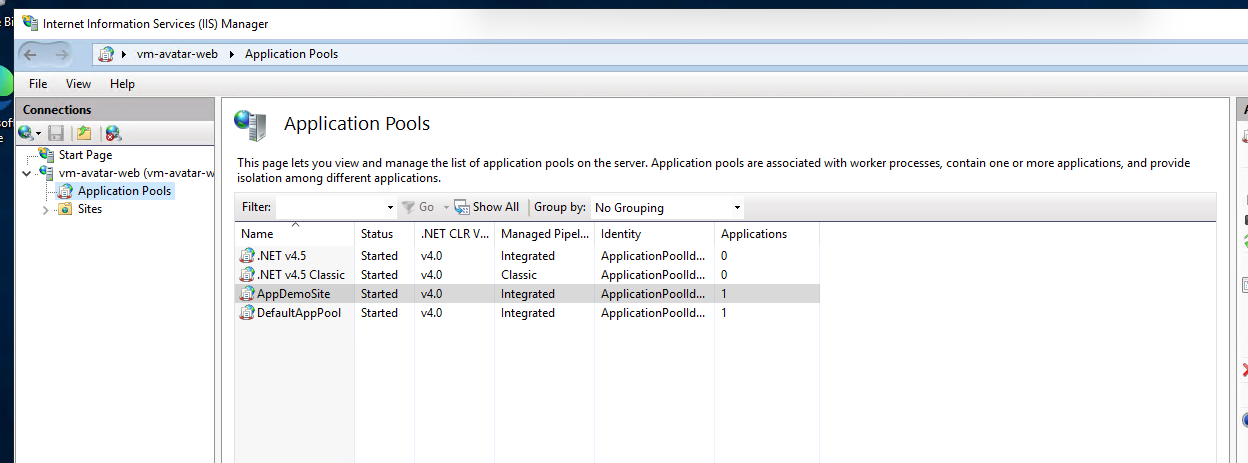 Internet Information Services (IIS) Manager
vm-avatar-web Application Pools
File View Help
Connections
Start Page
vm-avatar-web (vm-avatar-w
Application Pools
Sites
Application Pools
This page lets you view and manage the list of application pools on the server. Application pools are associated with worker processes, contain one or more applications, and provide
isolation among different applications.
Filter: Go Show All Group by: No Grouping
Name Status .NET CLR V... Managed Pipel... Identity Applications
.NET v4.5 Started v4.0 Integrated ApplicationPoolId... 0
.NET v4.5 Classic Started v4.0 Classic ApplicationPoolId... 0
AppDemoSite Started v4.0 Integrated ApplicationPoolId... 1
DefaultAppPool Started v4.0 Integrated ApplicationPoolId... 1